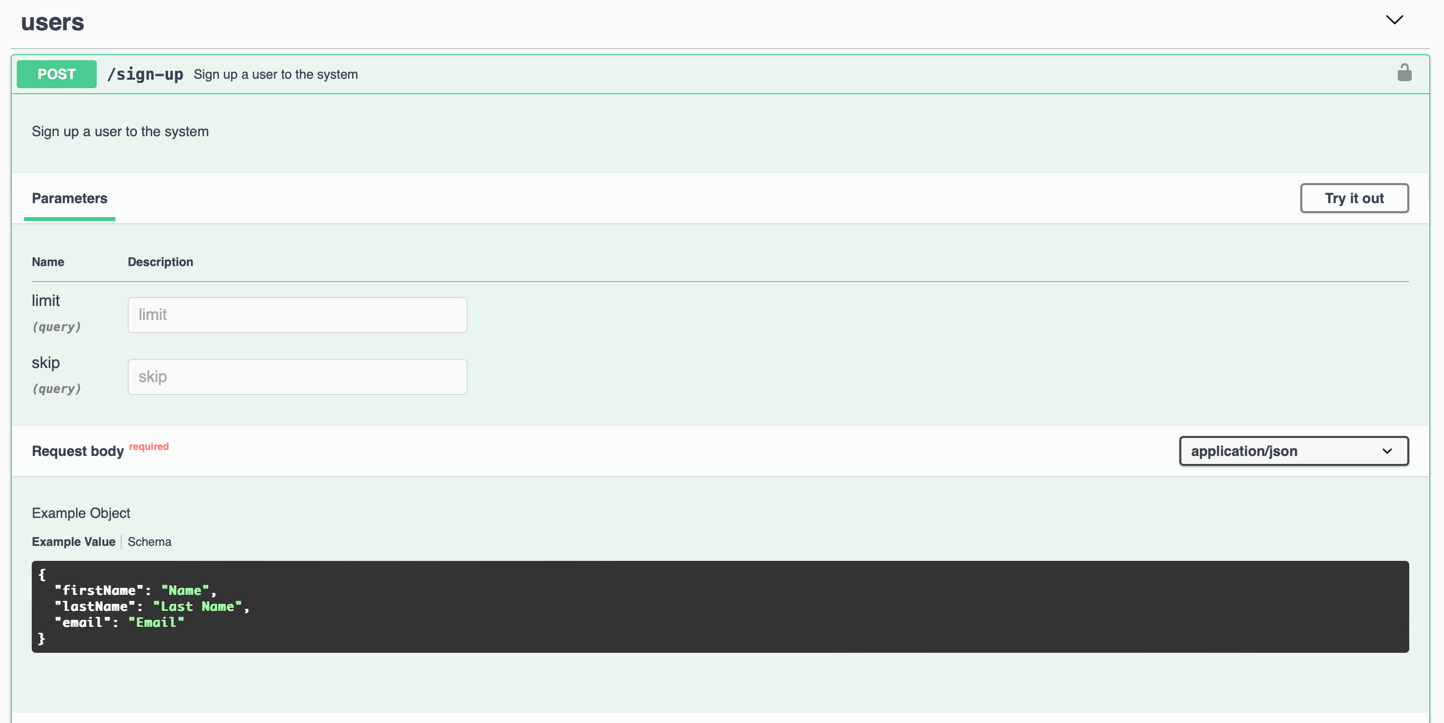 users
POST /sign-up Sign up a user to the system
Sign up a user to the system
Parameters Try it out
Name Description
limit limit
(query)
skip skip
(query)
Request body required application/json
Example Object
Example Value Schema
{
"firstName": "Name",
"lastName": "Last Name",
"email": "Email"
}